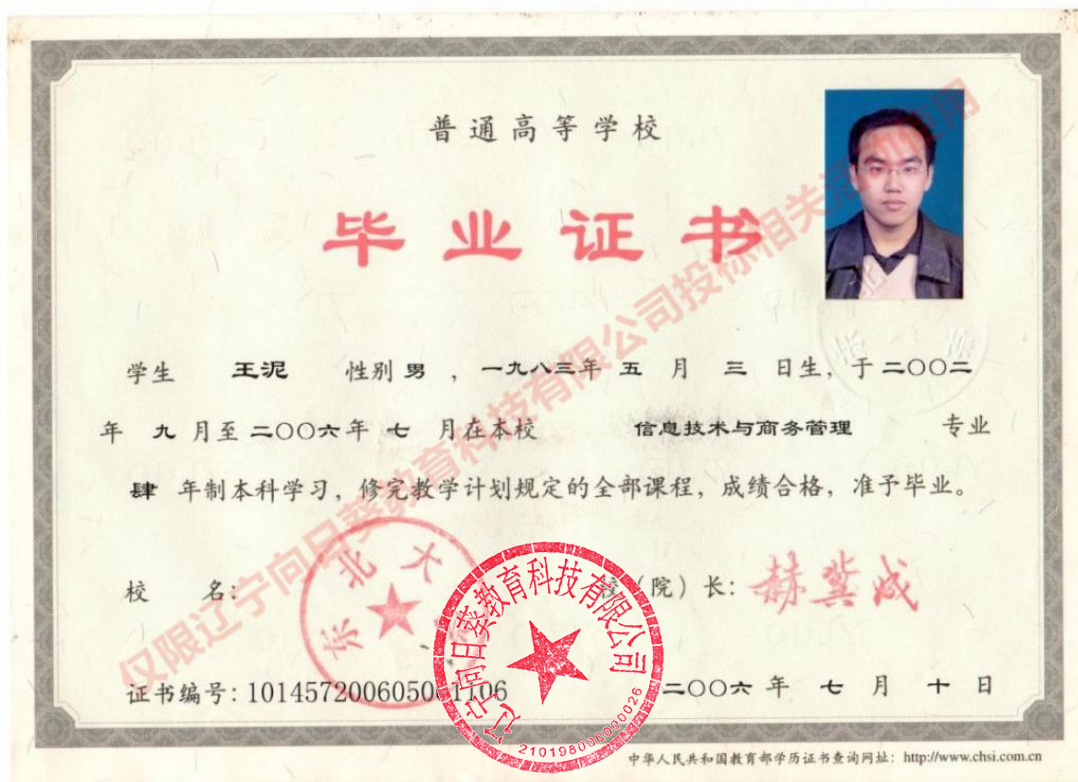 普通高等学校
毕业证书
学生 王泥 性别 男 ，一九八三年 五 月 三 日生，于二〇〇二
年 九 月至二〇〇六年 七 月在本校 信息技术与商务管理 专业
肆 年制本科学习，修完教学计划规定的全部课程，成绩合格，准予毕业。
校 名： （院）长：赫冀成
东北大
辽宁向日葵教育科技有限公司
证书编号：
二〇〇六年 七 月 十 日
中华人民共和国教育部学历证书查询网址：http://www.chsi.com.cn
仅限辽宁向日葵教育科技有限公司投标相关